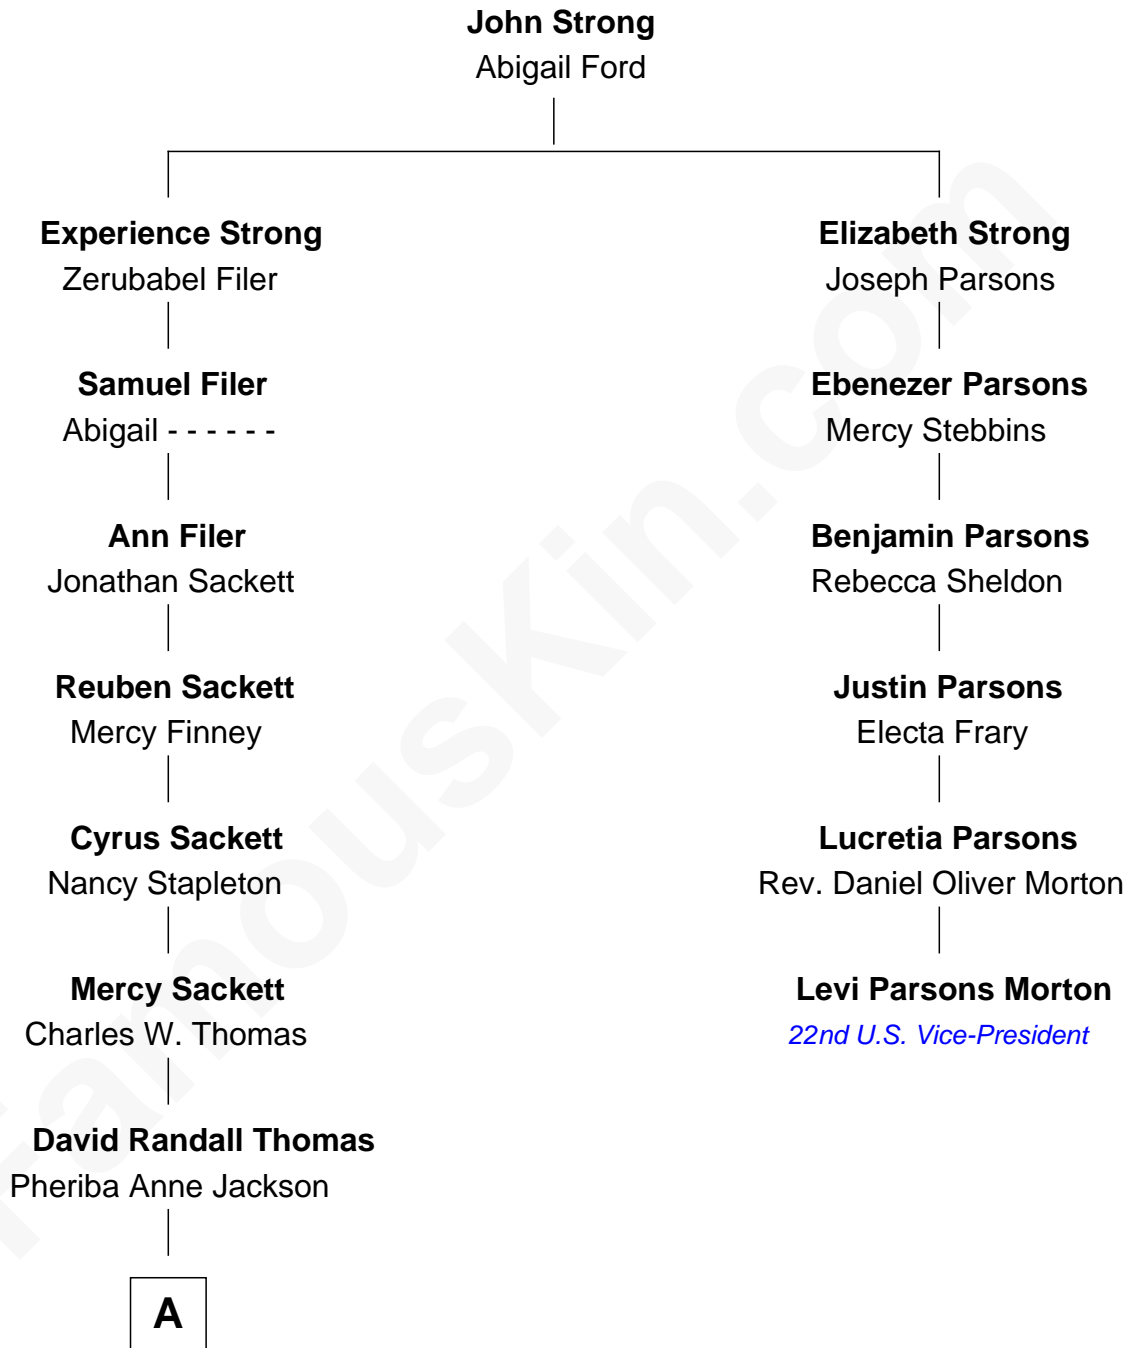 John Strong
Abigail Ford
Experience Strong
Zerubabel Filer
Elizabeth Strong
Joseph Parsons
Samuel Filer
Abigail - - - - - -
Ebenezer Parsons
Mercy Stebbins
Ann Filer
Jonathan Sackett
Benjamin Parsons
Rebecca Sheldon
Reuben Sackett
Mercy Finney
Justin Parsons
Electa Frary
Cyrus Sackett
Nancy Stapleton
Lucretia Parsons
Rev. Daniel Oliver Morton
Mercy Sackett
Charles W. Thomas
Levi Parsons Morton
22nd U.S. Vice-President
David Randall Thomas
Pheriba Anne Jackson
A
FamousKin.com